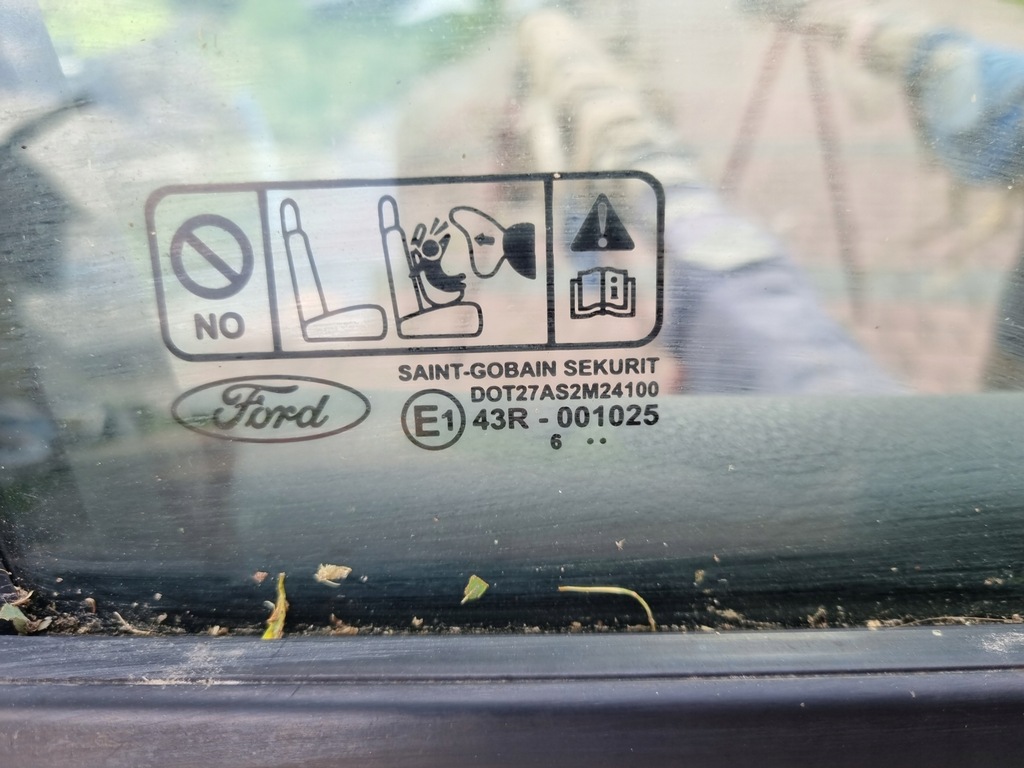 NO
SAINT-GOBAIN SEKURIT
Ford
DOT27AS2M24100
E1 43R - 001025
6 ..